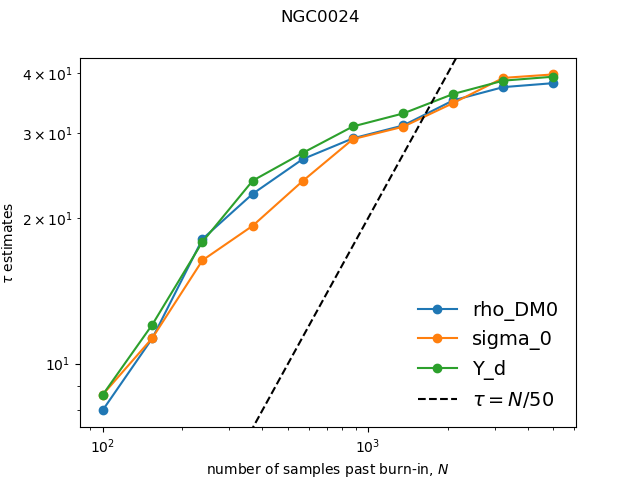 NGC0024
τ estimates
4 × 10¹
3 × 10¹
2 × 10¹
10¹
rho_DM0
sigma_0
Y_d
τ = N/50
10² 10³
number of samples past burn-in, N